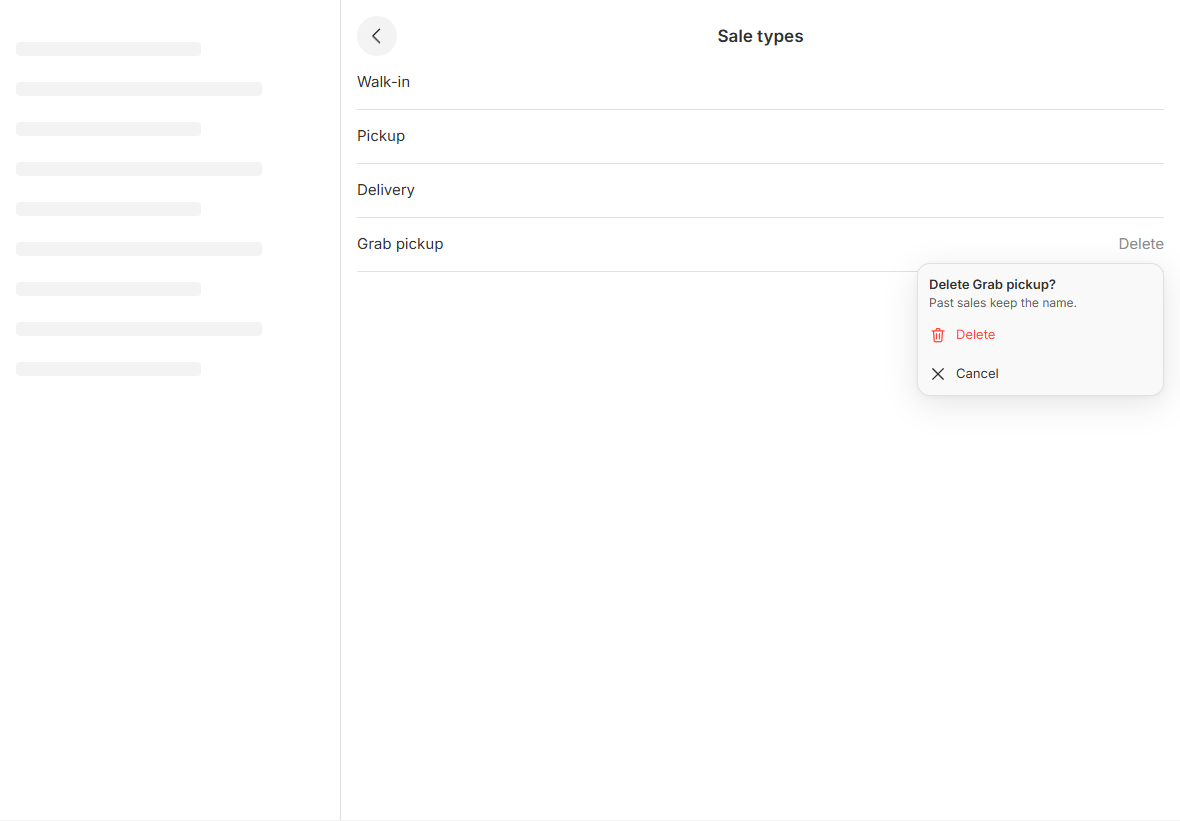 Sale types
Walk-in
Pickup
Delivery
Grab pickup
Delete
Delete Grab pickup?
Past sales keep the name.
Delete
Cancel